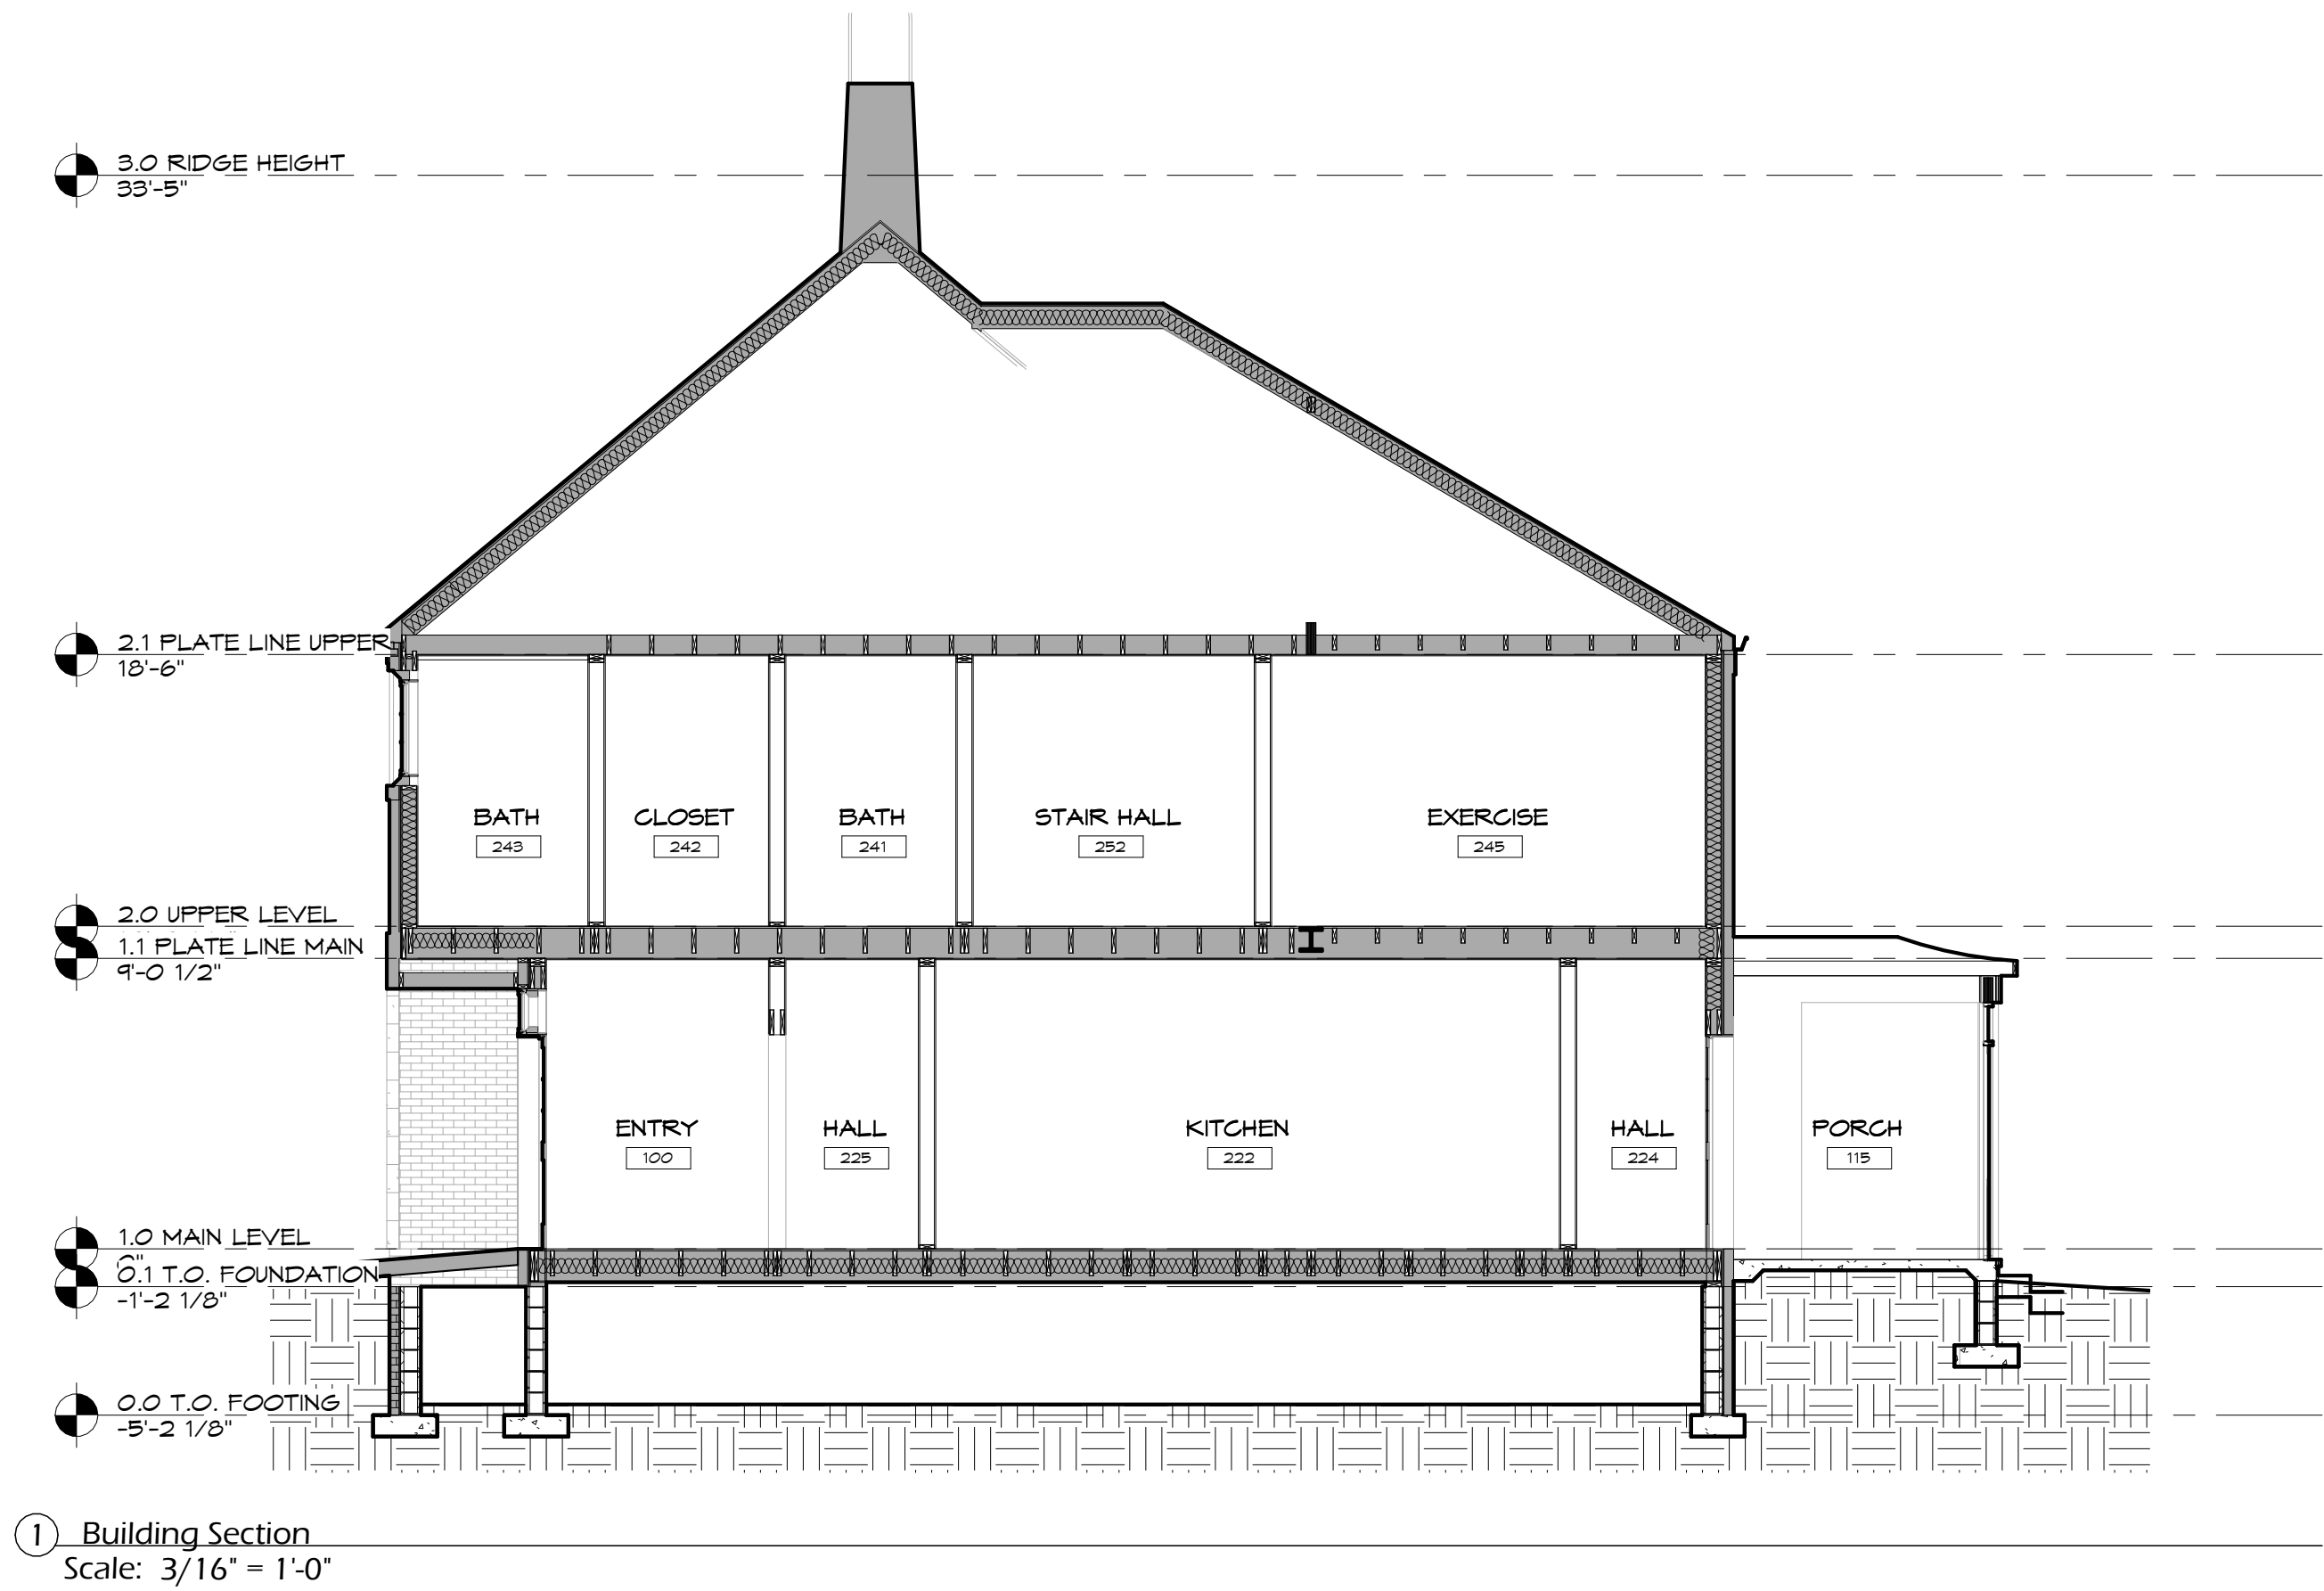 3.0 RIDGE HEIGHT
33'-5"
2.1 PLATE LINE UPPER
18'-6"
BATH
243
CLOSET
242
BATH
241
STAIR HALL
252
EXERCISE
245
2.0 UPPER LEVEL
1.1 PLATE LINE MAIN
9'-0 1/2"
ENTRY
100
HALL
225
KITCHEN
222
HALL
224
PORCH
115
1.0 MAIN LEVEL
0.1 T.O. FOUNDATION
-1'-2 1/8"
0.0 T.O. FOOTING
-5'-2 1/8"
1 Building Section
Scale: 3/16" = 1'-0"